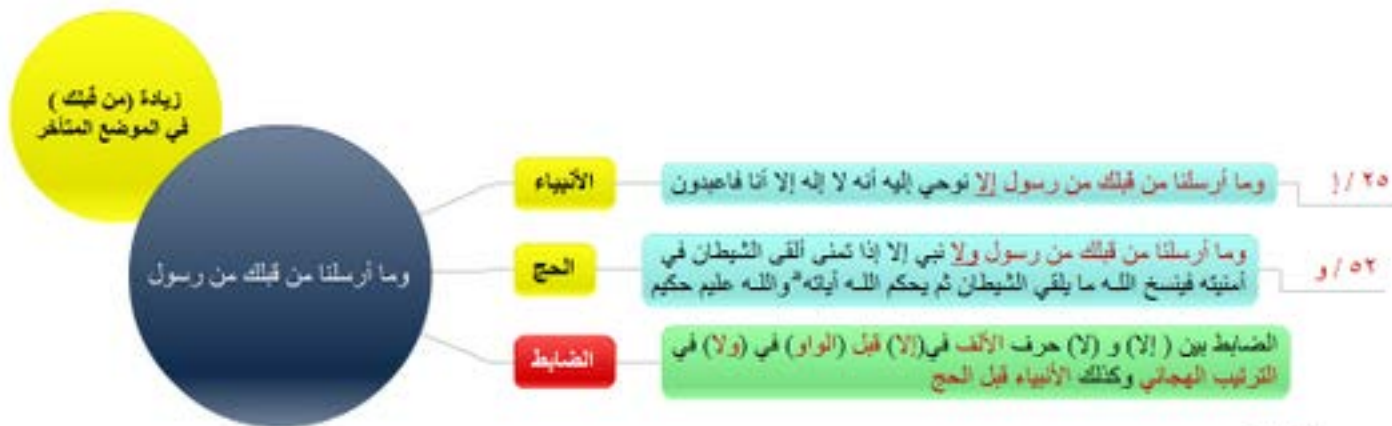 زيادة (من قبلك )
في الموضع المتأخر
وما أرسلنا من قبلك من رسول
الأنبياء
وما أرسلنا من قبلك من رسول إلا نوحي إليه أنه لا إله إلا أنا فاعبدون
٢٥ / إ
الحج
وما أرسلنا من قبلك من رسول ولا نبي إلا إذا تمنى ألقى الشيطان في
أمنيته فينسخ اللـه ما يلقي الشيطان ثم يحكم اللـه آياته ۗ واللـه عليم حكيم
٥٢ / و
الضابط
الضابط بين ( إلا) و (لا) حرف الألف في(إلا) قبل (الواو) في (ولا) في
الترتيب الهجائي وكذلك الأنبياء قبل الحج